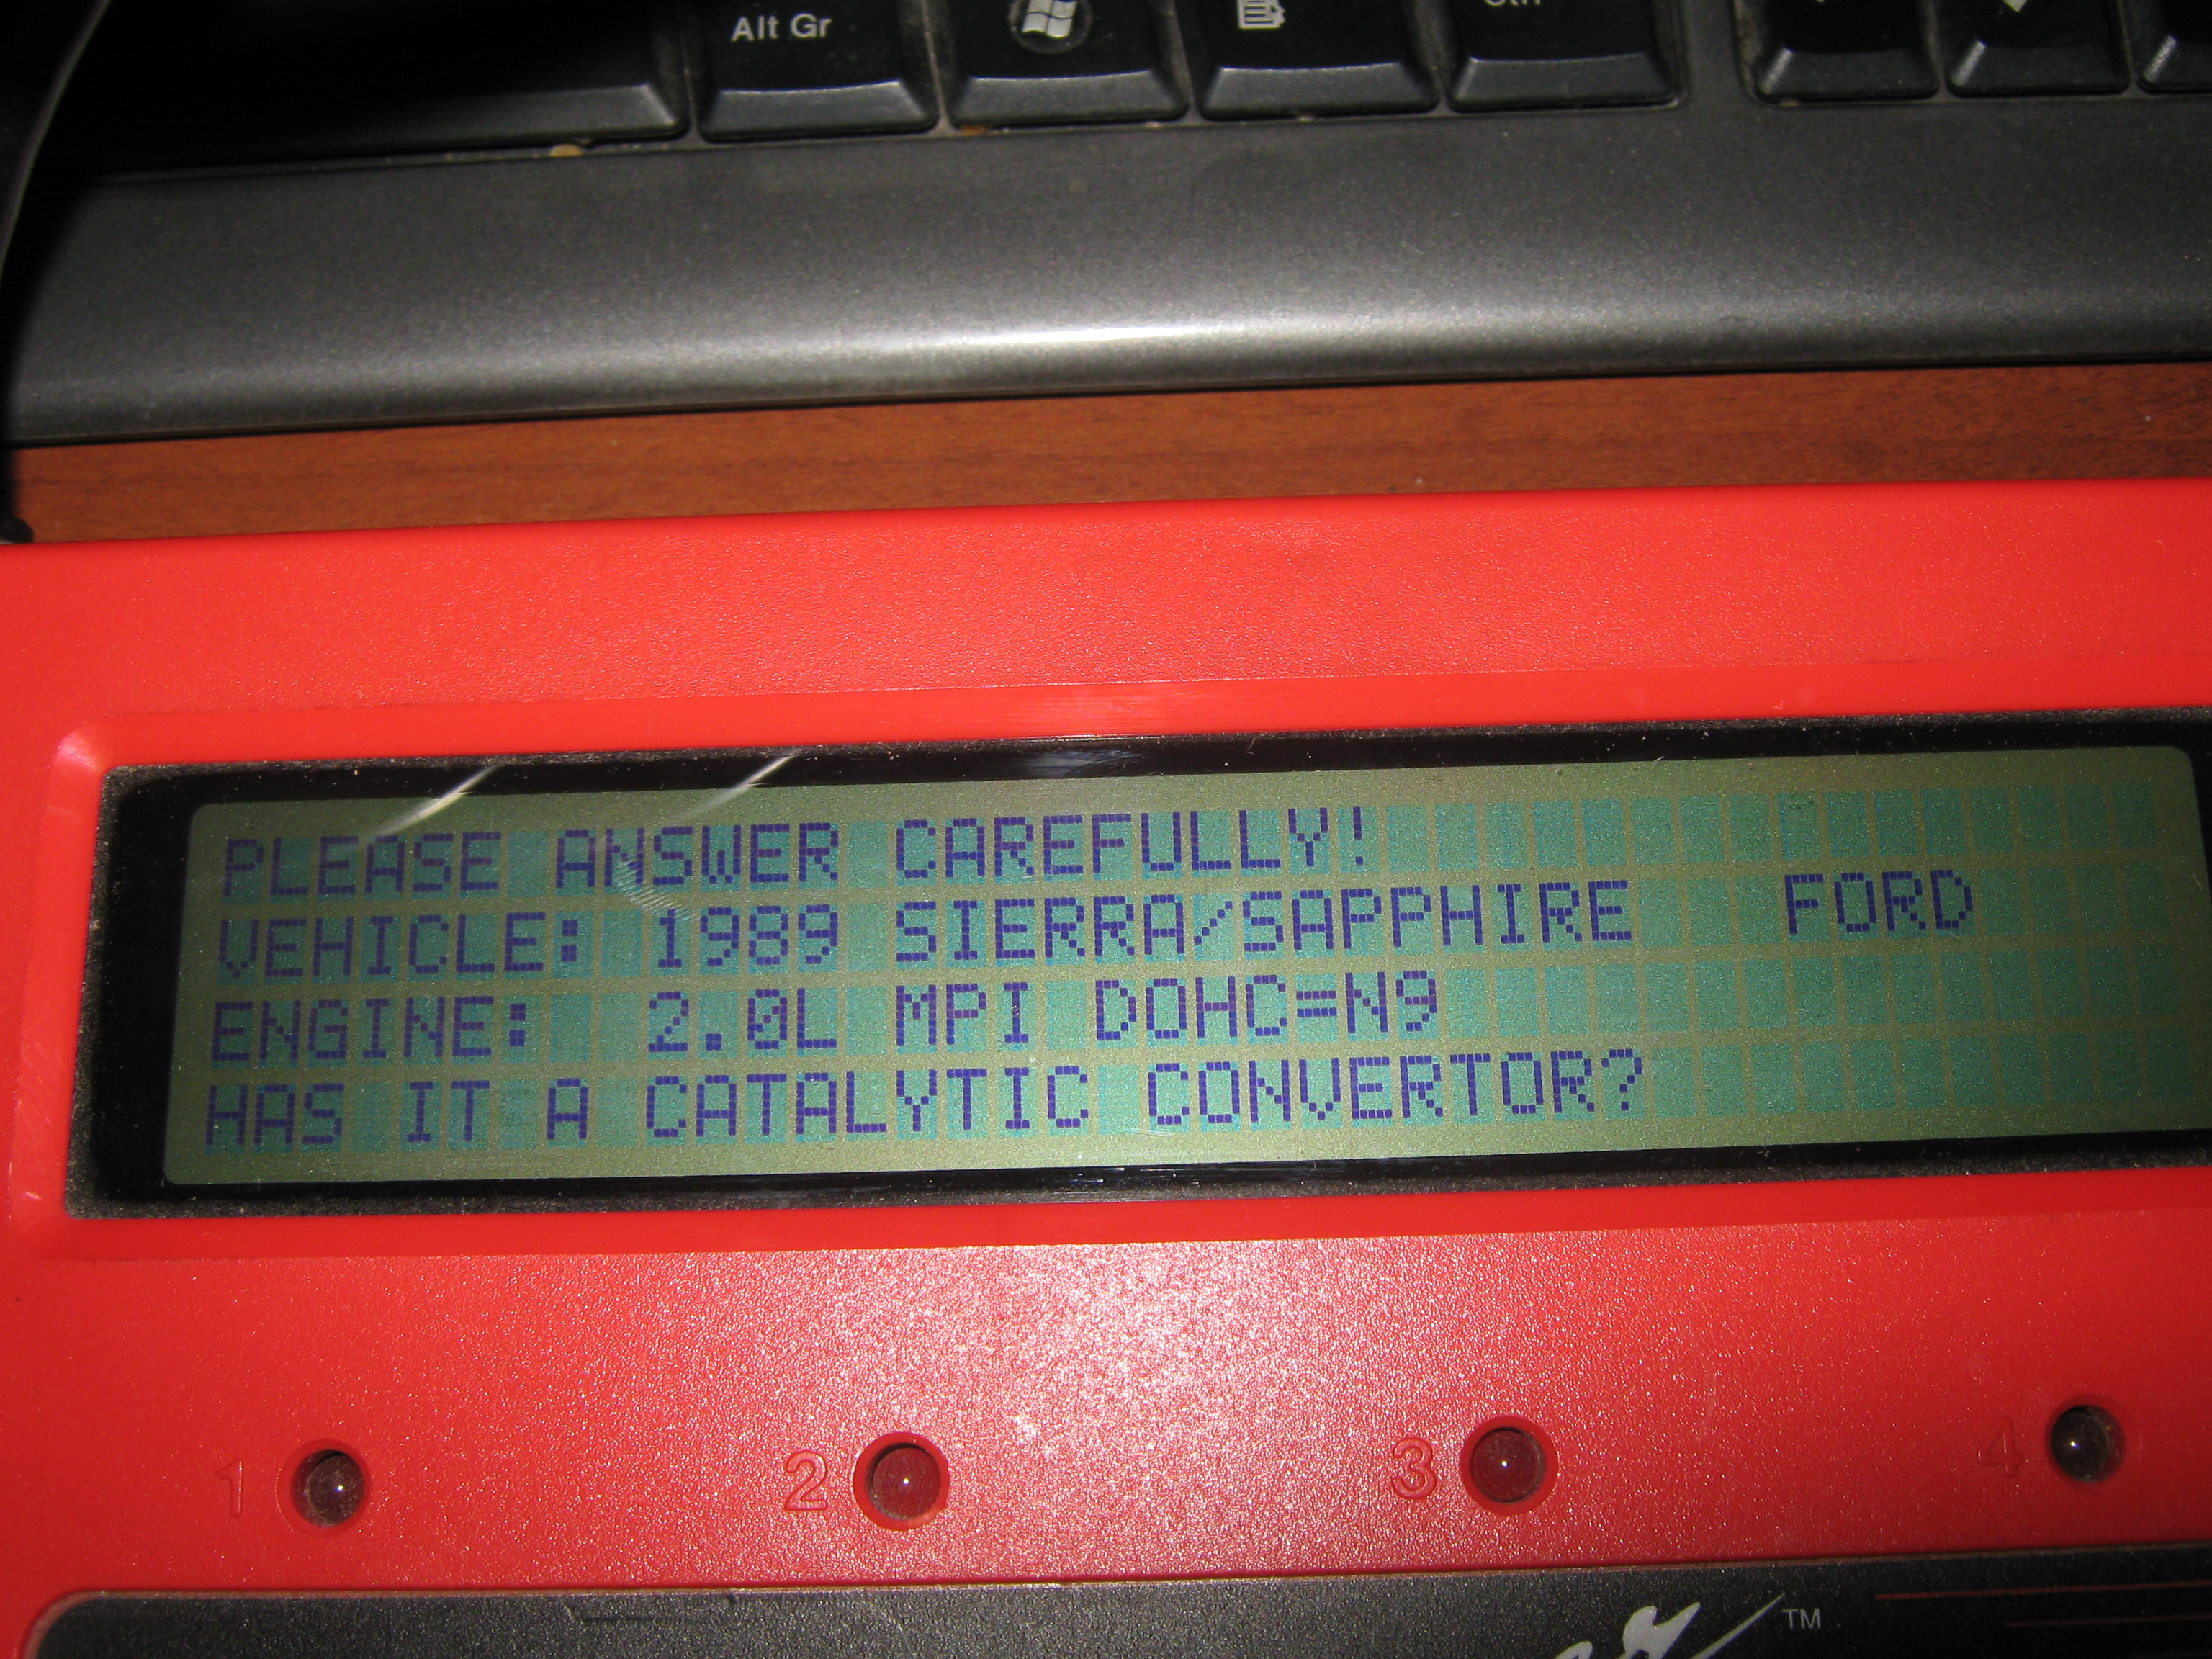 Alt Gr
PLEASE ANSWER CAREFULLY!
VEHICLE: 1989 SIERRA/SAPPHIRE FORD
ENGINE: 2.0L MPI DOHC=N9
HAS IT A CATALYTIC CONVERTOR?
1 2 3 4
TM